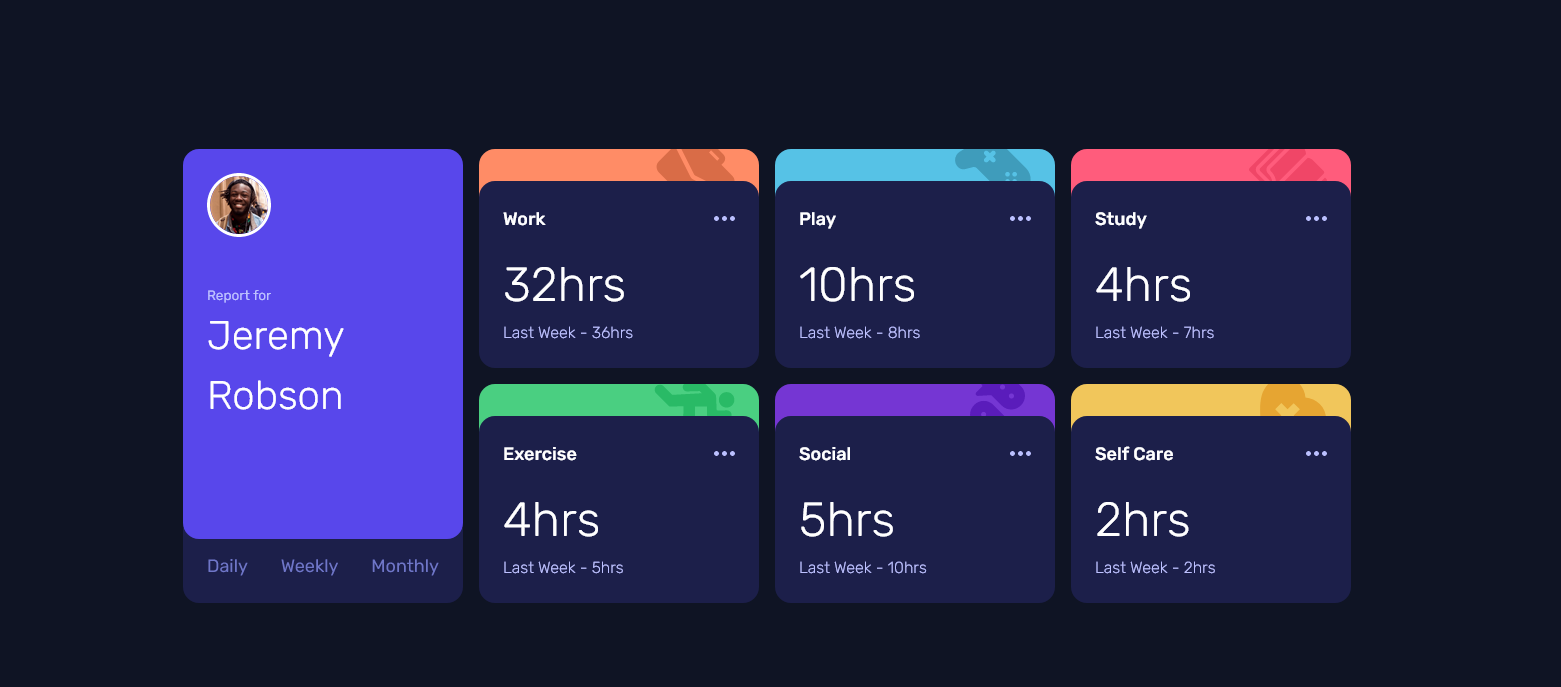 Report for
Jeremy
Robson
Daily Weekly Monthly
Work
32hrs
Last Week - 36hrs
Play
10hrs
Last Week - 8hrs
Study
4hrs
Last Week - 7hrs
Exercise
4hrs
Last Week - 5hrs
Social
5hrs
Last Week - 10hrs
Self Care
2hrs
Last Week - 2hrs